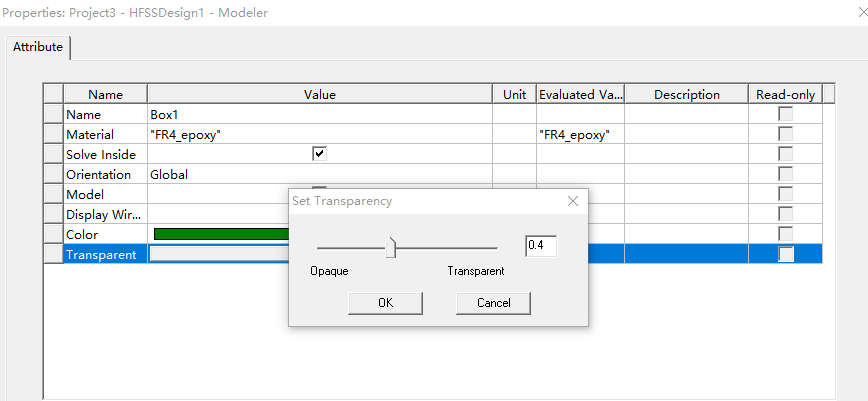 Properties: Project3 - HFSSDesign1 - Modeler
Attribute
Name Value Unit Evaluated Va... Description Read-only
Name Box1
Material "FR4_epoxy" "FR4_epoxy"
Solve Inside
Orientation Global
Model
Display Wir...
Color
Transparent
Set Transparency
0.4
Opaque Transparent
OK Cancel